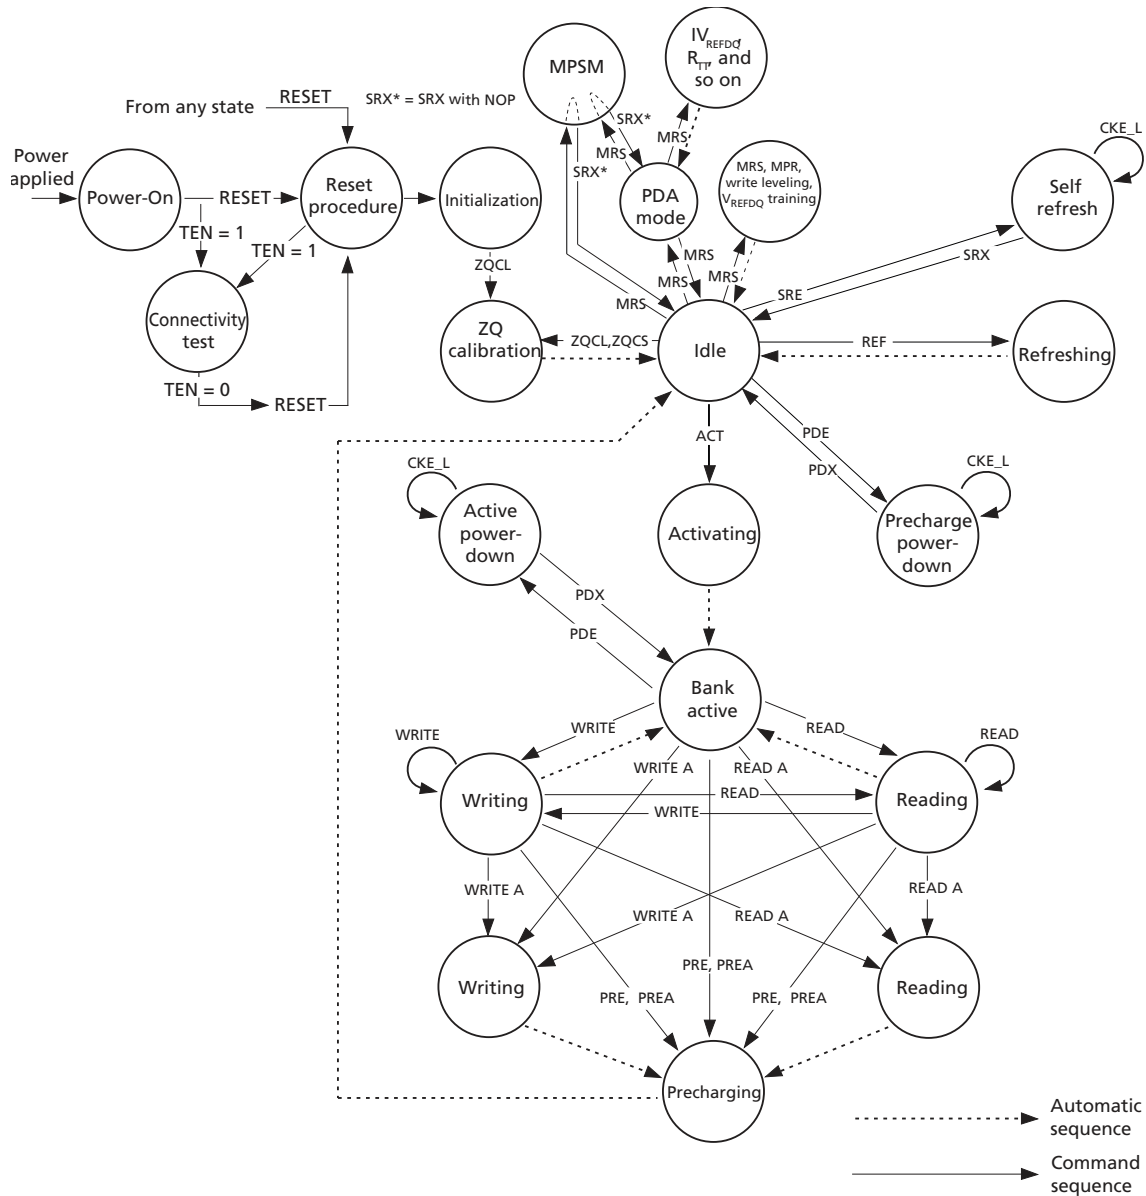 From any state
RESET
SRX* = SRX with NOP
MPSM
IV REFDQ,
R TT, and
so on
SRX*
MRS
MRS
SRX*
CKE_L
Power
applied
Power-On
RESET
Reset
procedure
Initialization
PDA
mode
MRS, MPR,
write leveling,
V REFDQ training
Self
refresh
TEN = 1
TEN = 1
ZQCL
MRS
MRS
MRS
MRS
SRX
SRE
Connectivity
test
ZQ
calibration
ZQCL,ZQCS
Idle
REF
Refreshing
TEN = 0
RESET
ACT
PDE
PDX
CKE_L
CKE_L
Active
power-
down
Activating
Precharge
power-
down
PDX
PDE
Bank
active
WRITE
READ
WRITE
READ
WRITE A
READ A
Writing
READ
WRITE
Reading
WRITE A
READ A
WRITE A
READ A
PRE, PREA
Writing
Reading
PRE, PREA
PRE, PREA
Precharging
Automatic
sequence
Command
sequence